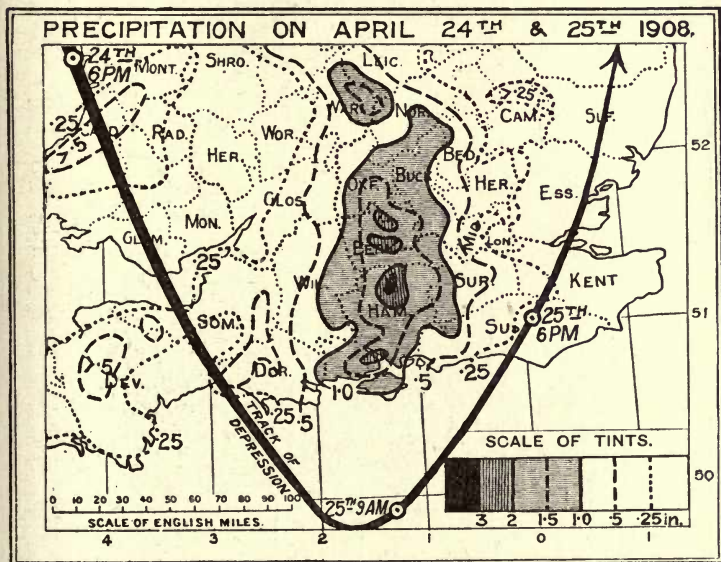 PRECIPITATION ON APRIL 24TH & 25TH 1908.
24TH
6PM
MONT.
SHRO.
LEIC.
WAR.
NOR.
>.25
CAM.
SUF.
.25
.75
RAD.
WOR.
52
HER.
BED.
OXF.
BUCK
HER.
ESS.
GLOS.
MON.
GLAM.
MID.
LON.
.25
BER.
WIL
SUR.
KENT
HAM.
51
SOM.
SU.
25TH
6PM
.5
DEV.
DOR.
1.0
.5
.25
.25
.25
.5
TRACK OF
DEPRESSION
SCALE OF TINTS.
50
0 10 20 30 40 50 60 70 80 90 100
25TH 9AM
SCALE OF ENGLISH MILES.
3 2 1.5 1.0 .5 .25in.
4 3 2 1 0 1